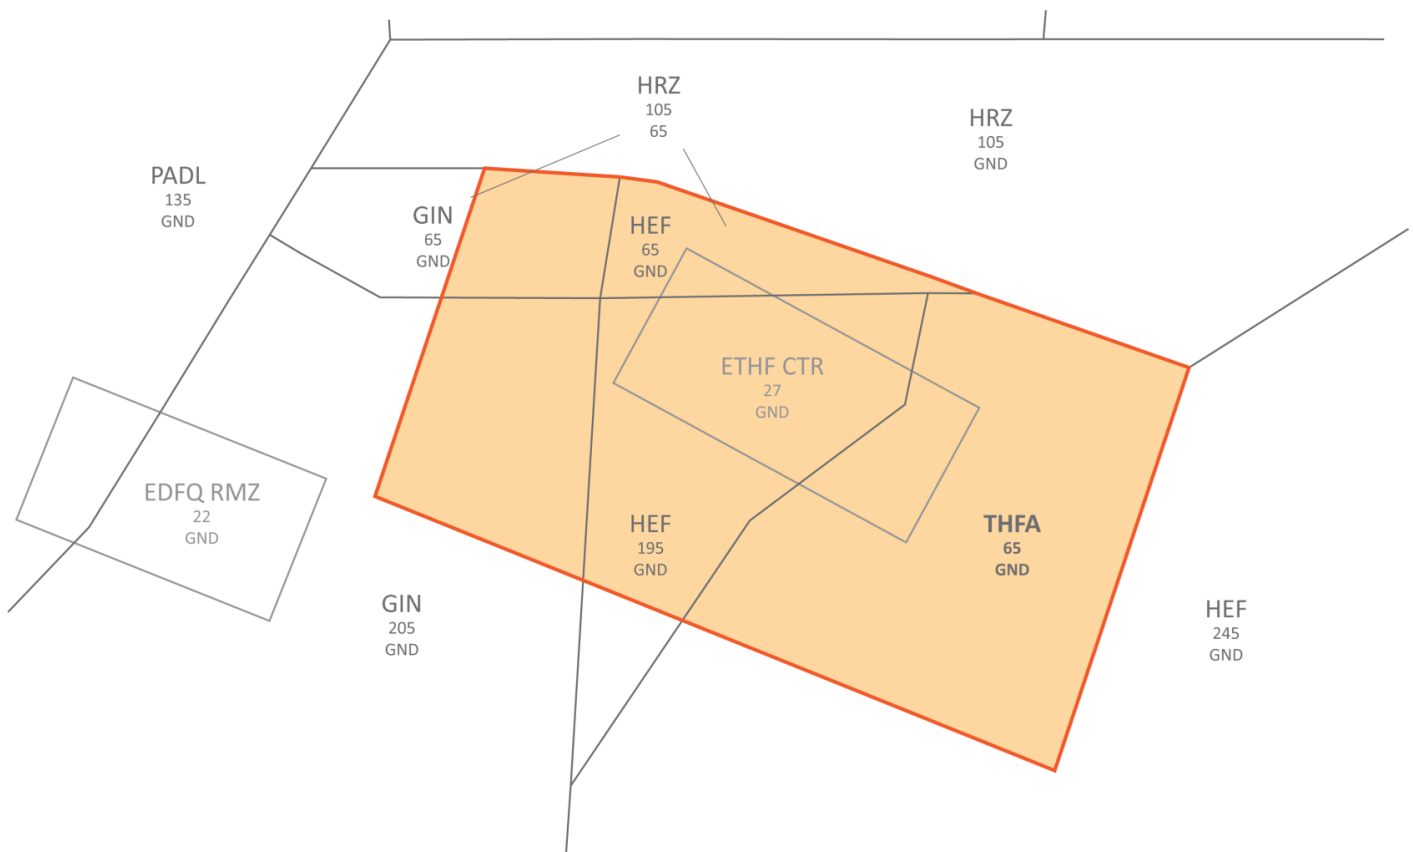 HRZ
105
65
HRZ
105
GND
PADL
135
GND
GIN
65
GND
HEF
65
GND
ETHF CTR
27
GND
EDFQ RMZ
22
GND
HEF
195
GND
THFA
65
GND
GIN
205
GND
HEF
245
GND